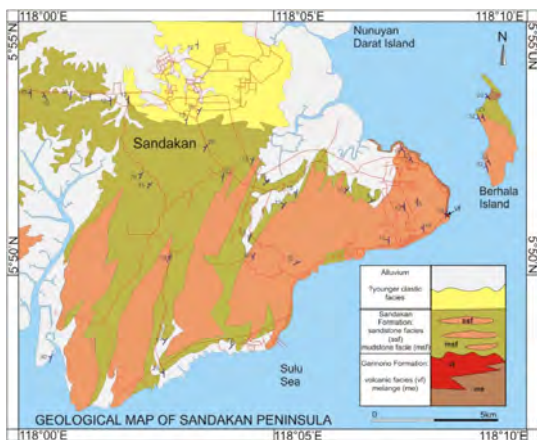 118°00'E
118°05'E
118°10'E
5°55'N
5°55'UN
Nunuyan
Darat Island
N
Sandakan
Berhala
Island
5°50'N
5°50'N
Alluvium
?younger clastic
facies
Sandakan
Formation:
sandstone facies
(ssf)
mudstone facie (msf)
ssf
msf
Garinono Formation:
volcanic facies (vf)
melange (me)
vf
me
Sulu
Sea
0
5km
GEOLOGICAL MAP OF SANDAKAN PENINSULA
118°00'E
118°05'E
118°10'E